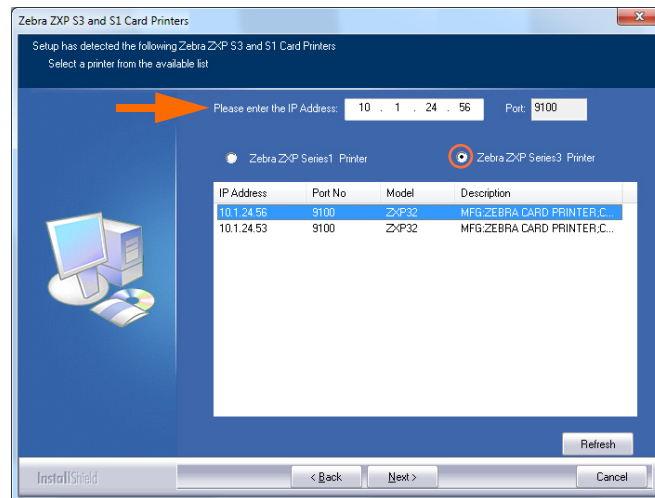 Zebra ZXP S3 and S1 Card Printers
Setup has detected the following Zebra ZXP S3 and S1 Card Printers
Select a printer from the available list
Please enter the IP Address: 10 . 1 . 24 . 56 Port: 9100
Zebra ZXP Series1 Printer Zebra ZXP Series3 Printer
IP Address Port No Model Description
10.1.24.56 9100 ZXP32 MFG:ZEBRA CARD PRINTER;C...
10.1.24.53 9100 ZXP32 MFG:ZEBRA CARD PRINTER;C...
Refresh
InstallShield < Back Next > Cancel